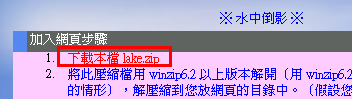 ※ 水中倒影 ※
加入網頁步驟
1. 下載本檔 lake.zip
2. 將此壓縮檔用 winzip6.2 以上版本解開（用 winzip
的情形），解壓縮到您放網頁的目錄中。（假設您